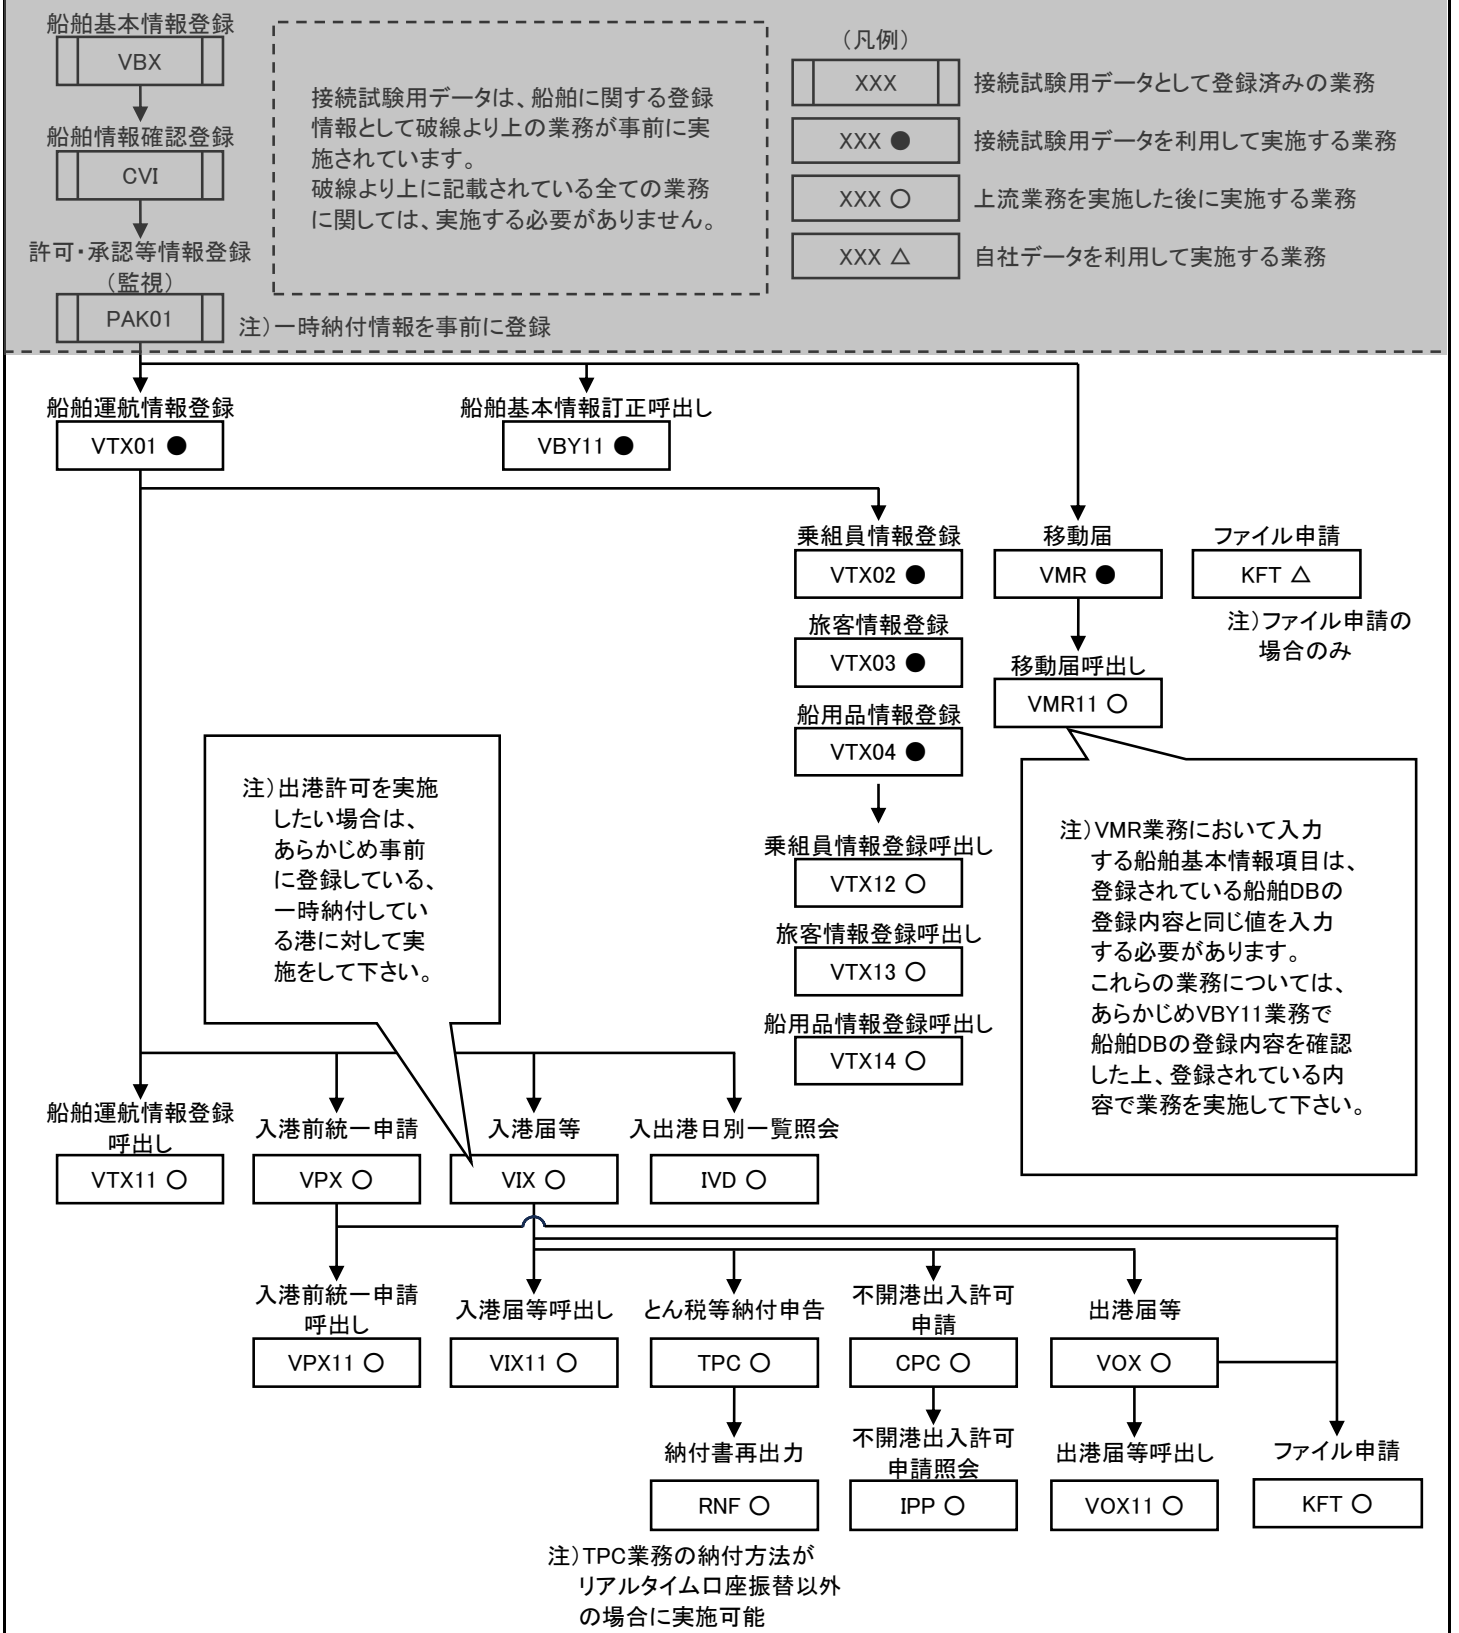 船舶基本情報登録
VBX
船舶情報確認登録
CVI
許可・承認等情報登録
（監視）
PAK01
注）一時納付情報を事前に登録
接続試験用データは、船舶に関する登録
情報として破線より上の業務が事前に実
施されています。
破線より上に記載されている全ての業務
に関しては、実施する必要がありません。
（凡例）
XXX
接続試験用データとして登録済みの業務
XXX ●
接続試験用データを利用して実施する業務
XXX ○
上流業務を実施した後に実施する業務
XXX △
自社データを利用して実施する業務
船舶運航情報登録
VTX01 ●
船舶基本情報訂正呼出し
VBY11 ●
乗組員情報登録
VTX02 ●
移動届
VMR ●
ファイル申請
KFT △
注）ファイル申請の
場合のみ
旅客情報登録
VTX03 ●
移動届呼出し
VMR11 ○
船用品情報登録
VTX04 ●
注）出港許可を実施
したい場合は、
あらかじめ事前
に登録している、
一時納付してい
る港に対して実
施をして下さい。
乗組員情報登録呼出し
VTX12 ○
旅客情報登録呼出し
VTX13 ○
船用品情報登録呼出し
VTX14 ○
注）VMR業務において入力
する船舶基本情報項目は、
登録されている船舶DBの
登録内容と同じ値を入力
する必要があります。
これらの業務については、
あらかじめVBY11業務で
船舶DBの登録内容を確認
した上、登録されている内
容で業務を実施して下さい。
船舶運航情報登録
呼出し
VTX11 ○
入港前統一申請
VPX ○
入港届等
VIX ○
入出港日別一覧照会
IVD ○
入港前統一申請
呼出し
VPX11 ○
入港届等呼出し
VIX11 ○
とん税等納付申告
TPC ○
不開港出入許可
申請
CPC ○
出港届等
VOX ○
納付書再出力
RNF ○
不開港出入許可
申請照会
IPP ○
出港届等呼出し
VOX11 ○
ファイル申請
KFT ○
注）TPC業務の納付方法が
リアルタイム口座振替以外
の場合に実施可能